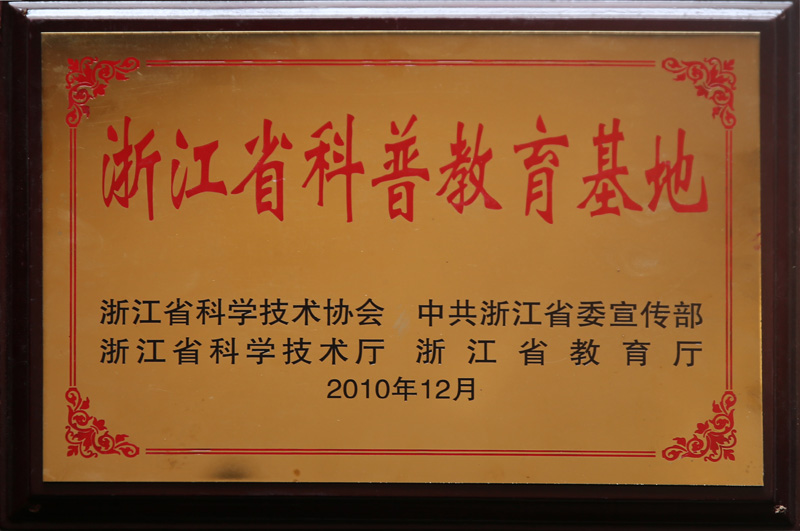 浙江省科普教育基地
浙江省科学技术协会 中共浙江省委宣传部
浙江省科学技术厅 浙江省教育厅
2010年12月